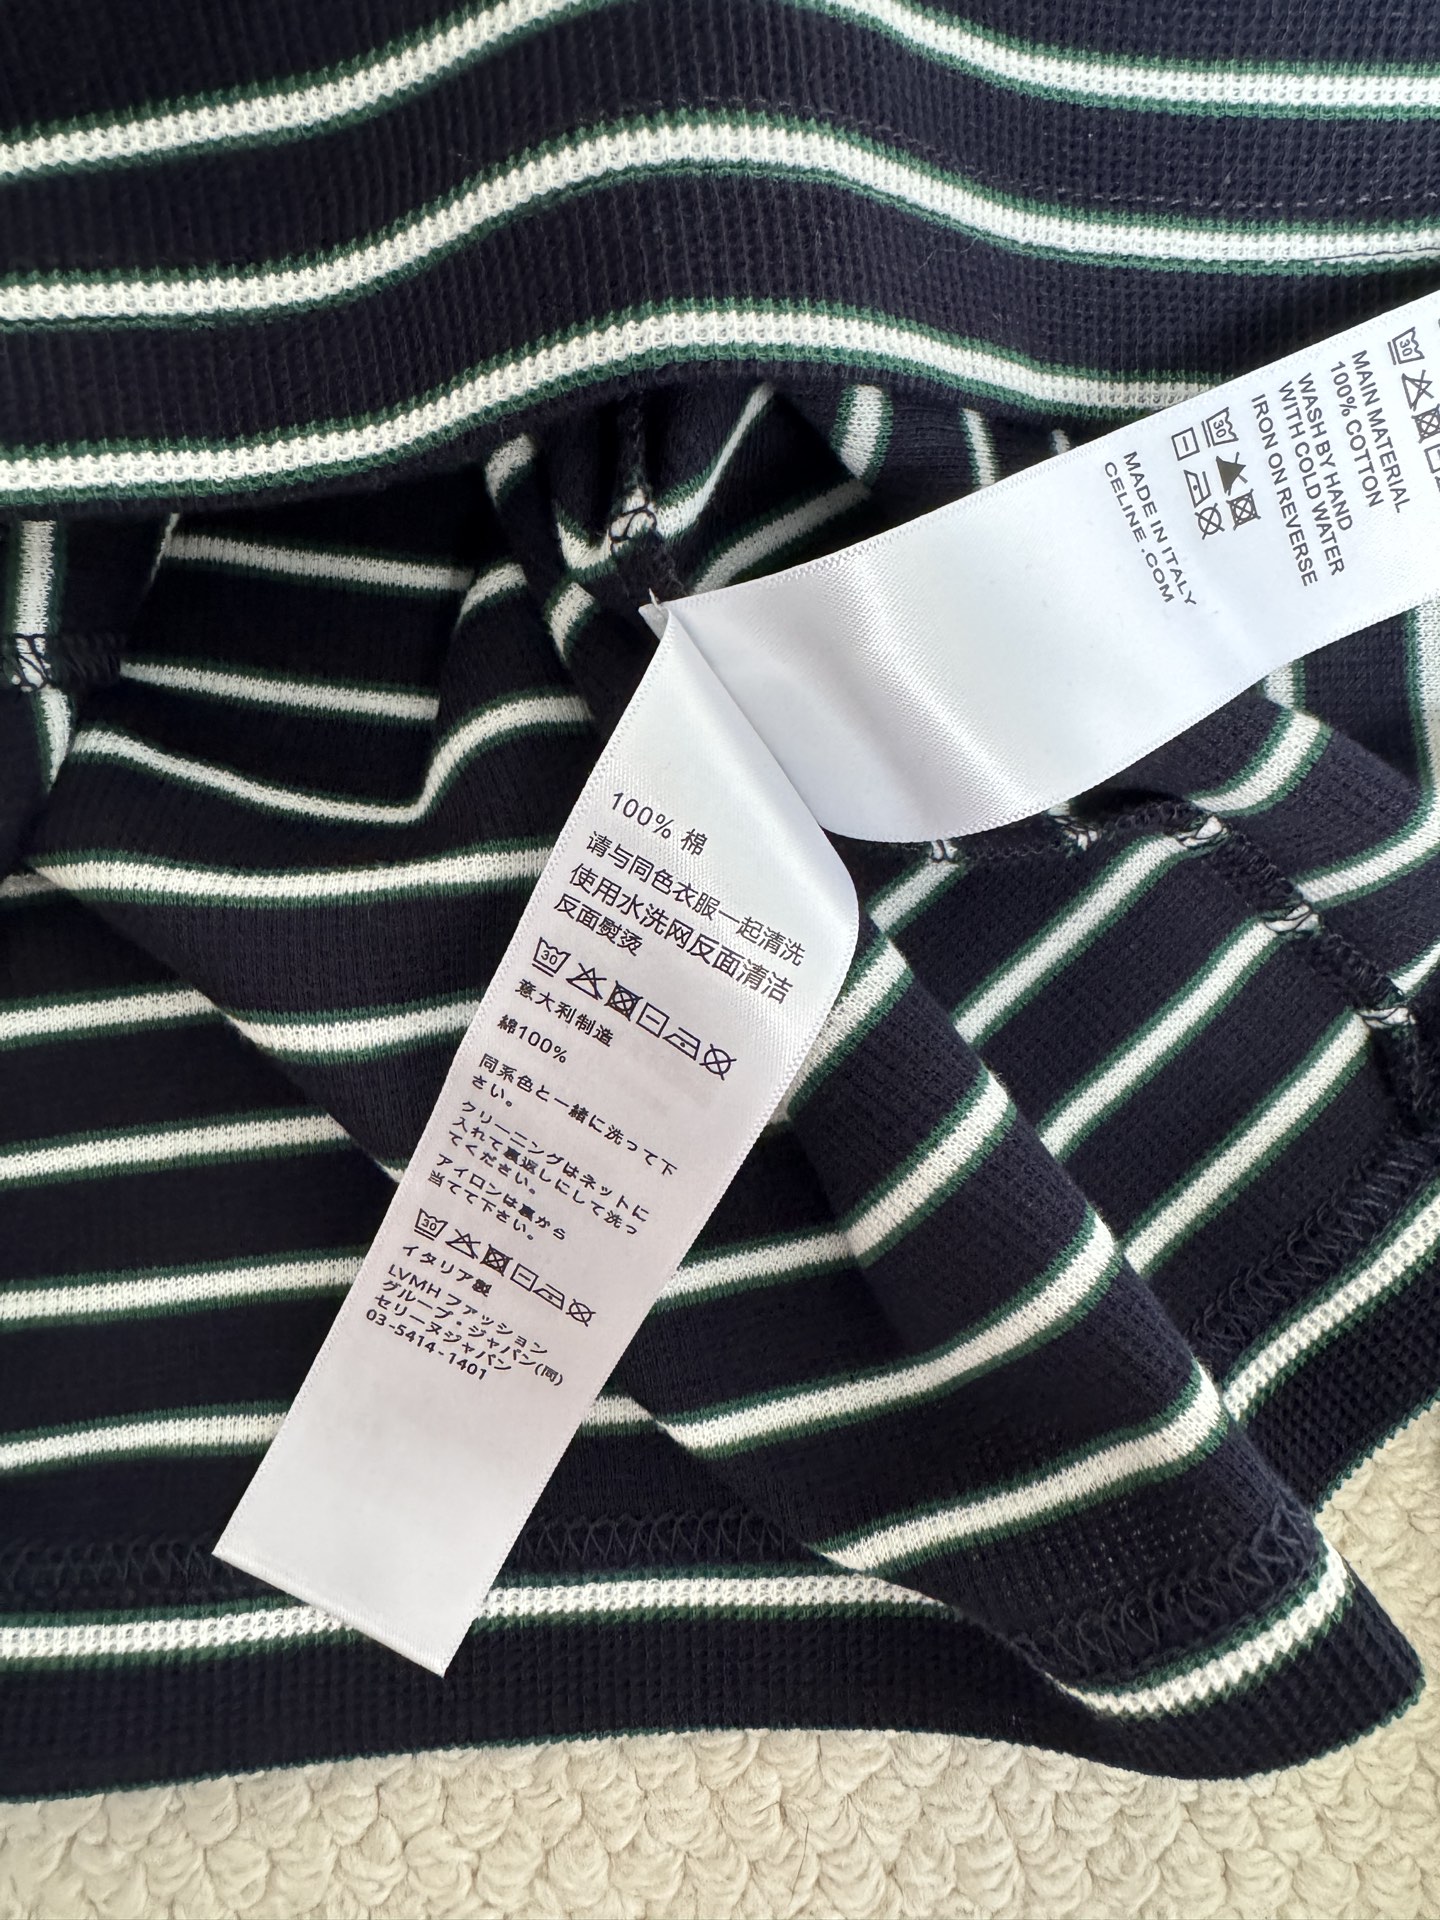 MAIN MATERIAL
100% COTTON
WASH BY HAND
WITH COLD WATER
IRON ON REVERSE
30
30
MADE IN ITALY
CELINE.COM
100% 棉
请与同色衣服一起清洗
使用水洗网反面清洁
反面熨烫
30
意大利制造
綿100%
同系色と一緒に洗って下
さい。
クリーニングはネットに
入れて裏返しにして洗っ
てください。
アイロンは裏から
当てて下さい。
30
イタリア製
LVMH ファッション
グループ・ジャパン(同)
セリーヌジャパン
03-5414-1401